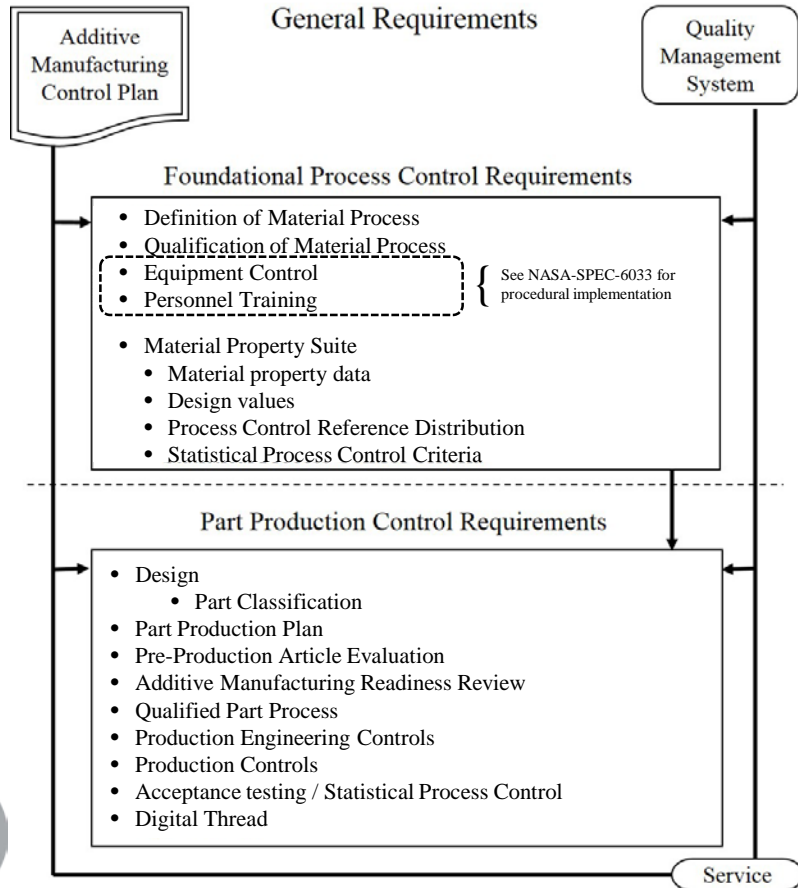 General Requirements
Additive
Manufacturing
Control Plan
Quality
Management
System
Foundational Process Control Requirements
• Definition of Material Process
• Qualification of Material Process
• Equipment Control
• Personnel Training
{ See NASA-SPEC-6033 for
procedural implementation
• Material Property Suite
• Material property data
• Design values
• Process Control Reference Distribution
• Statistical Process Control Criteria
Part Production Control Requirements
• Design
• Part Classification
• Part Production Plan
• Pre-Production Article Evaluation
• Additive Manufacturing Readiness Review
• Qualified Part Process
• Production Engineering Controls
• Production Controls
• Acceptance testing / Statistical Process Control
• Digital Thread
Service